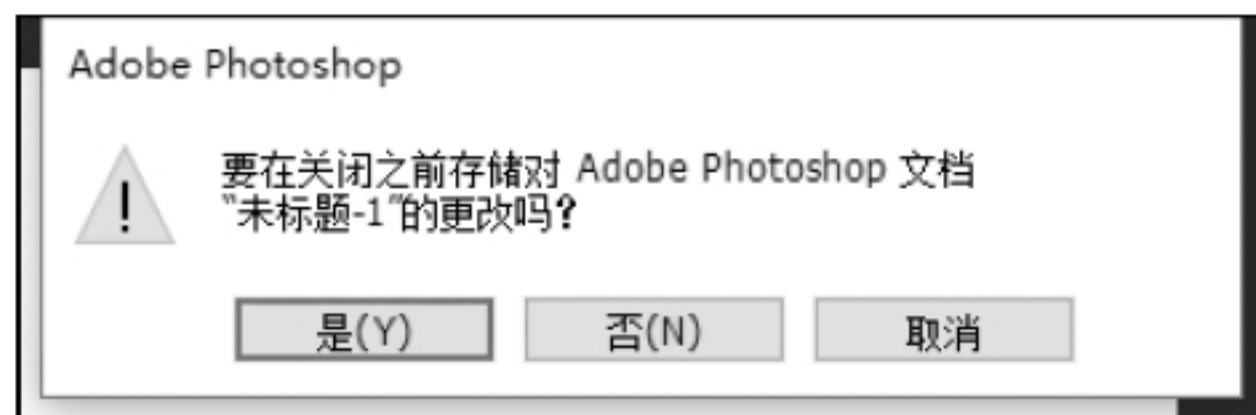 Adobe Photoshop
要在关闭之前存储对 Adobe Photoshop 文档
“未标题-1”的更改吗?
是(Y)
否(N)
取消